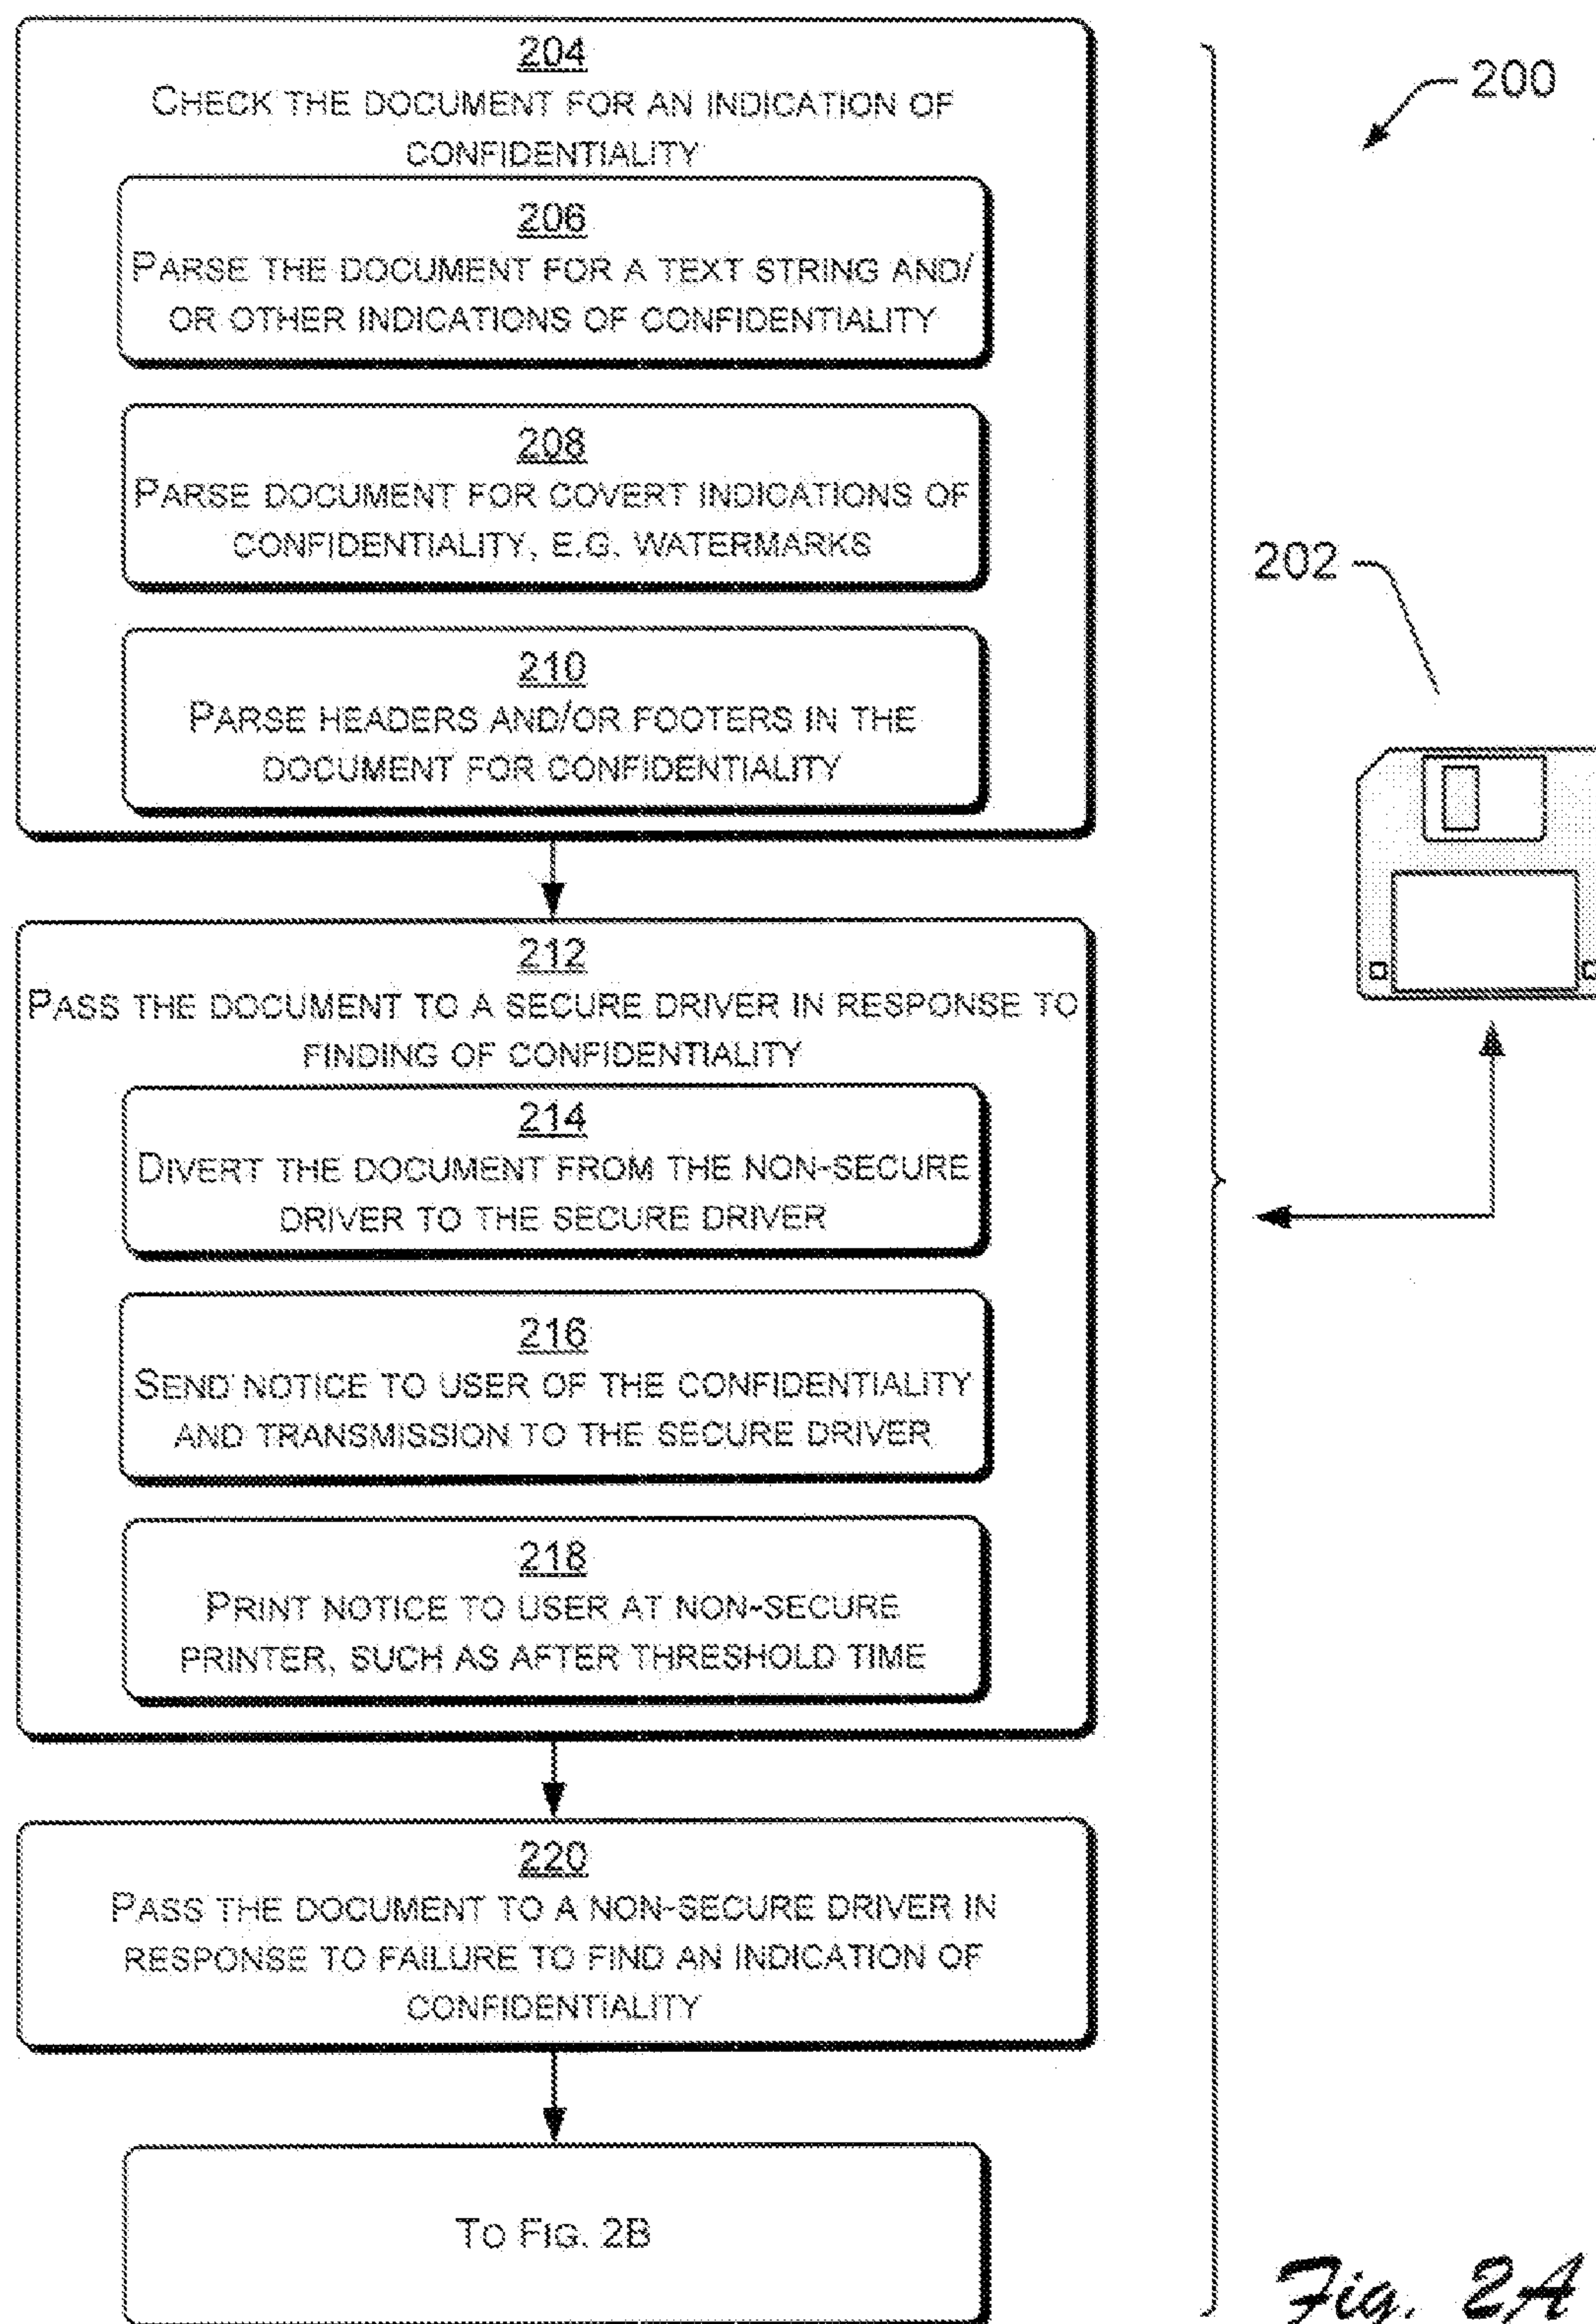 204
CHECK THE DOCUMENT FOR AN INDICATION OF
CONFIDENTIALITY
206
PARSE THE DOCUMENT FOR A TEXT STRING AND/
OR OTHER INDICATIONS OF CONFIDENTIALITY
208
PARSE DOCUMENT FOR COVERT INDICATIONS OF
CONFIDENTIALITY, E.G. WATERMARKS
210
PARSE HEADERS AND/OR FOOTERS IN THE
DOCUMENT FOR CONFIDENTIALITY
212
PASS THE DOCUMENT TO A SECURE DRIVER IN RESPONSE TO
FINDING OF CONFIDENTIALITY
214
DIVERT THE DOCUMENT FROM THE NON-SECURE
DRIVER TO THE SECURE DRIVER
216
SEND NOTICE TO USER OF THE CONFIDENTIALITY
AND TRANSMISSION TO THE SECURE DRIVER
218
PRINT NOTICE TO USER AT NON-SECURE
PRINTER, SUCH AS AFTER THRESHOLD TIME
220
PASS THE DOCUMENT TO A NON-SECURE DRIVER IN
RESPONSE TO FAILURE TO FIND AN INDICATION OF
CONFIDENTIALITY
TO FIG. 2B
200
202
Fig. 2A